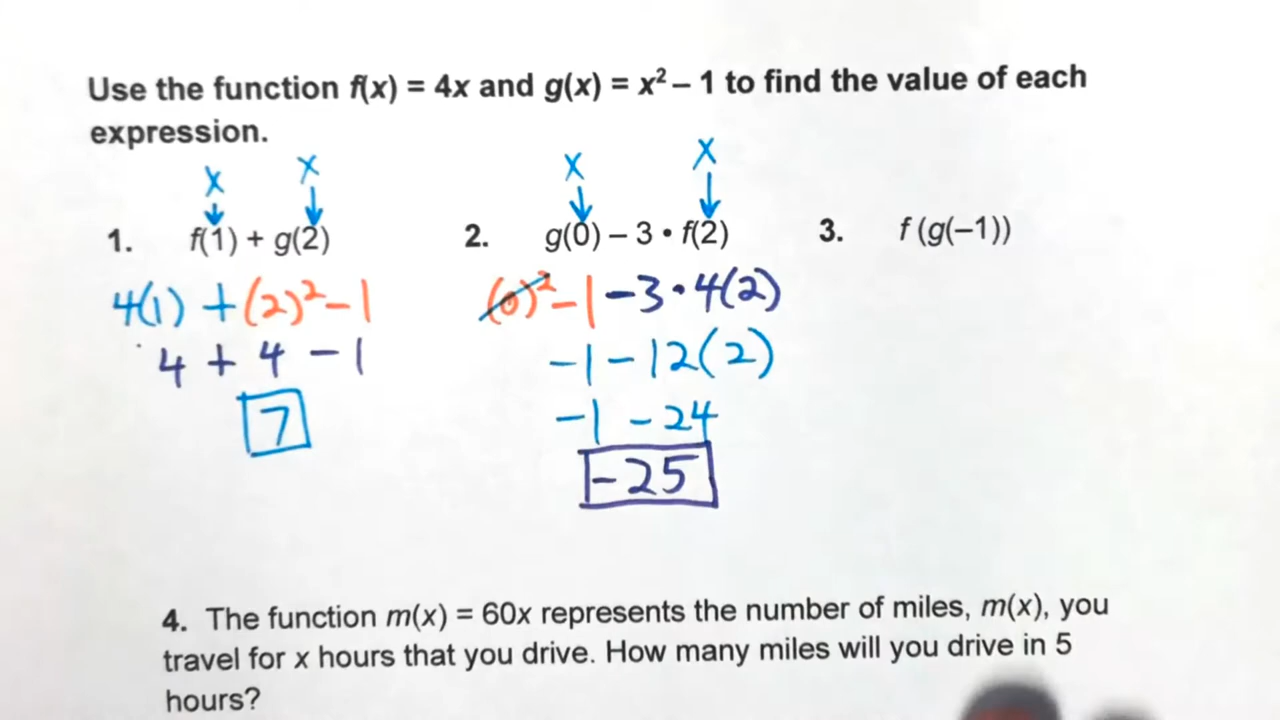 Use the function f(x) = 4x and g(x) = x² – 1 to find the value of each
expression.
x x x x
1. f(1) + g(2) 2. g(0) – 3 • f(2) 3. f (g(–1))
4(1) + (2)² – 1 (0)² – 1 – 3 • 4(2)
4 + 4 – 1 –1 – 12(2)
7 –1 – 24
–25
4. The function m(x) = 60x represents the number of miles, m(x), you
travel for x hours that you drive. How many miles will you drive in 5
hours?